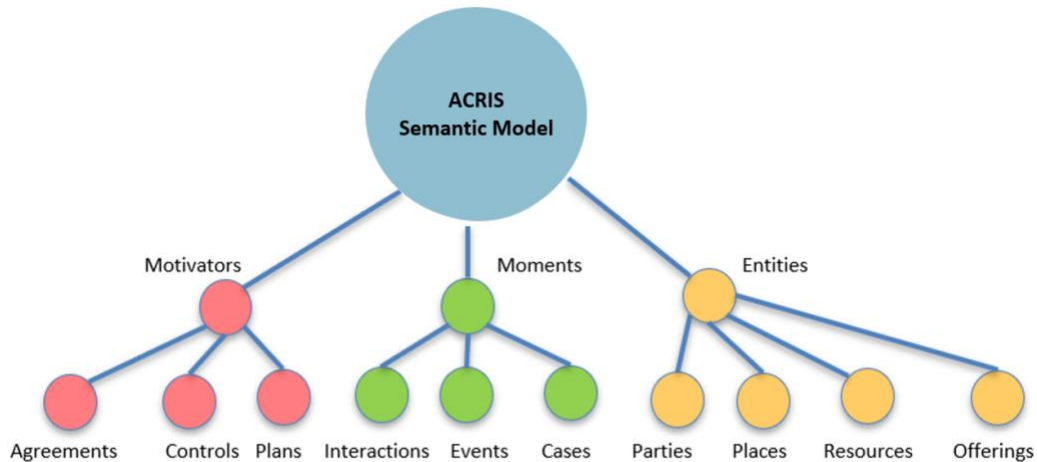 ACRIS
Semantic Model
Motivators
Moments
Entities
Agreements
Controls
Plans
Interactions
Events
Cases
Parties
Places
Resources
Offerings